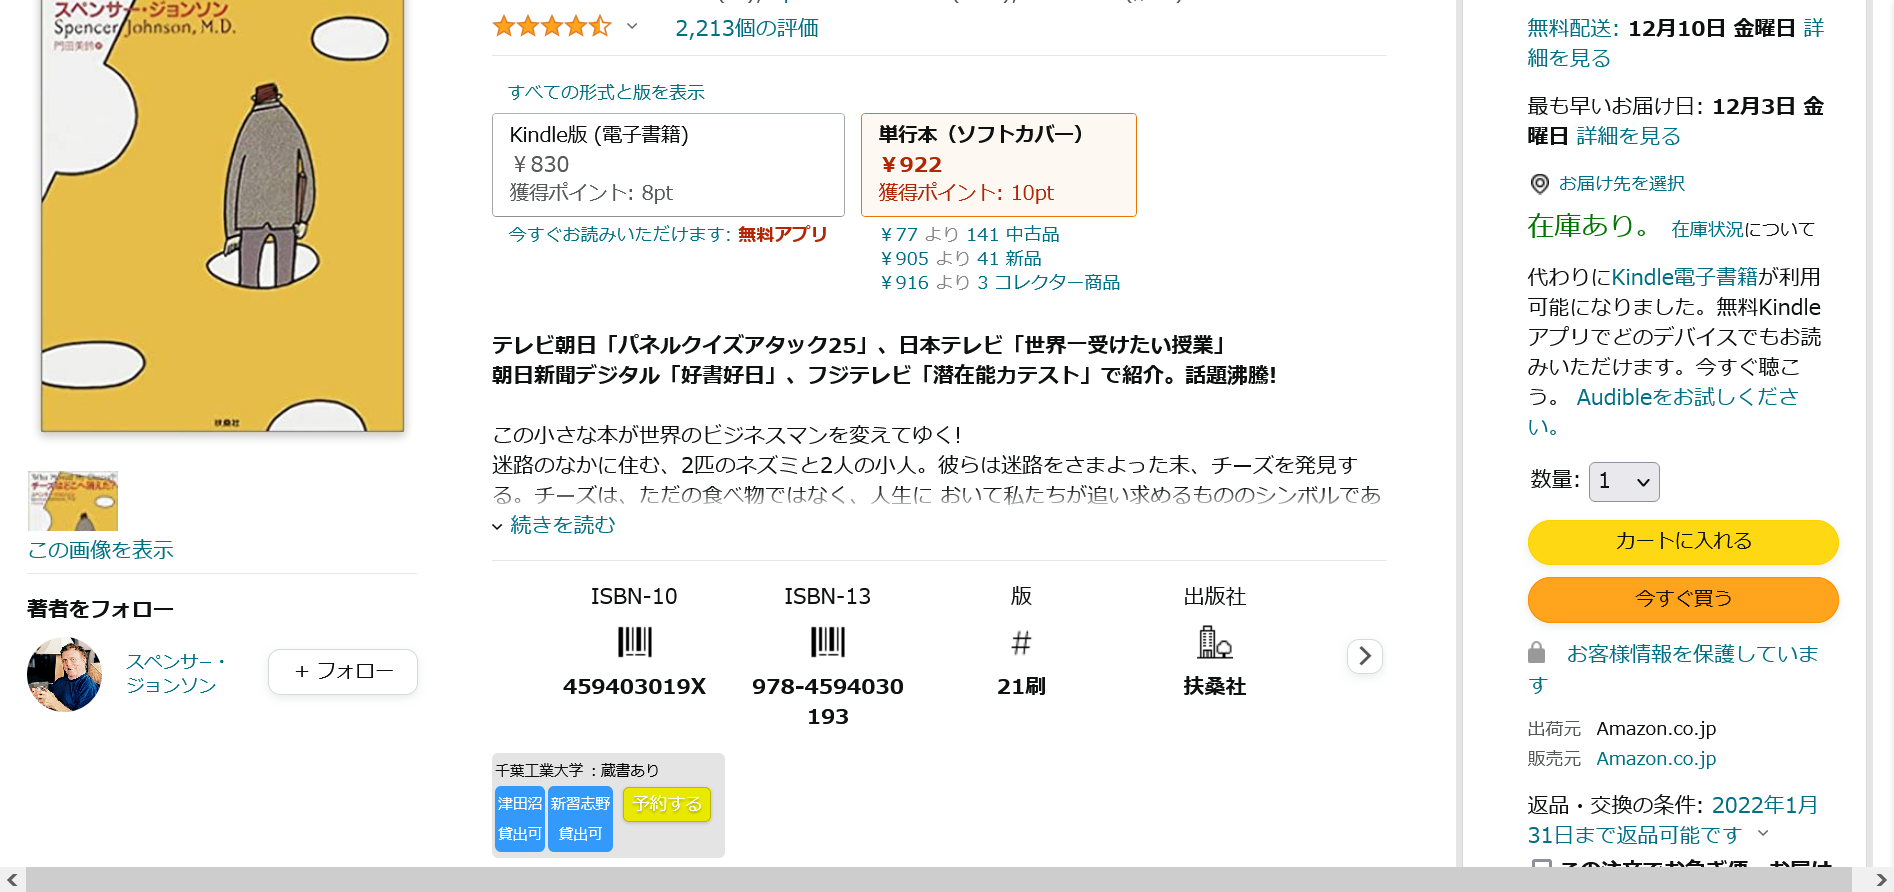 スペンサー・ジョンソン
Spencer Johnson, M.D.
門田美鈴
扶桑社
チーズはどこへ消えた?
この画像を表示
著者をフォロー
スペンサー・
ジョンソン
+ フォロー
2,213個の評価
すべての形式と版を表示
Kindle版 (電子書籍)
￥830
獲得ポイント: 8pt
今すぐお読みいただけます: 無料アプリ
単行本（ソフトカバー）
￥922
獲得ポイント: 10pt
￥77 より 141 中古品
￥905 より 41 新品
￥916 より 3 コレクター商品
テレビ朝日「パネルクイズアタック25」、日本テレビ「世界一受けたい授業」
朝日新聞デジタル「好書好日」、フジテレビ「潜在能力テスト」で紹介。話題沸騰!
この小さな本が世界のビジネスマンを変えてゆく!
迷路のなかに住む、2匹のネズミと2人の小人。彼らは迷路をさまよった末、チーズを発見す
る。チーズは、ただの食べ物ではなく、人生に おいて私たちが追い求めるもののシンボルであ
続きを読む
ISBN-10
459403019X
ISBN-13
978-4594030
193
版
#
21刷
出版社
扶桑社
千葉工業大学 : 蔵書あり
津田沼
貸出可
新習志野
貸出可
予約する
無料配送: 12月10日 金曜日 詳
細を見る
最も早いお届け日: 12月3日 金
曜日 詳細を見る
お届け先を選択
在庫あり。 在庫状況について
代わりにKindle電子書籍が利用
可能になりました。無料Kindle
アプリでどのデバイスでもお読
みいただけます。今すぐ聴こ
う。 Audibleをお試しくださ
い。
数量: 1
カートに入れる
今すぐ買う
お客様情報を保護していま
す
出荷元 Amazon.co.jp
販売元 Amazon.co.jp
返品・交換の条件: 2022年1月
31日まで返品可能です